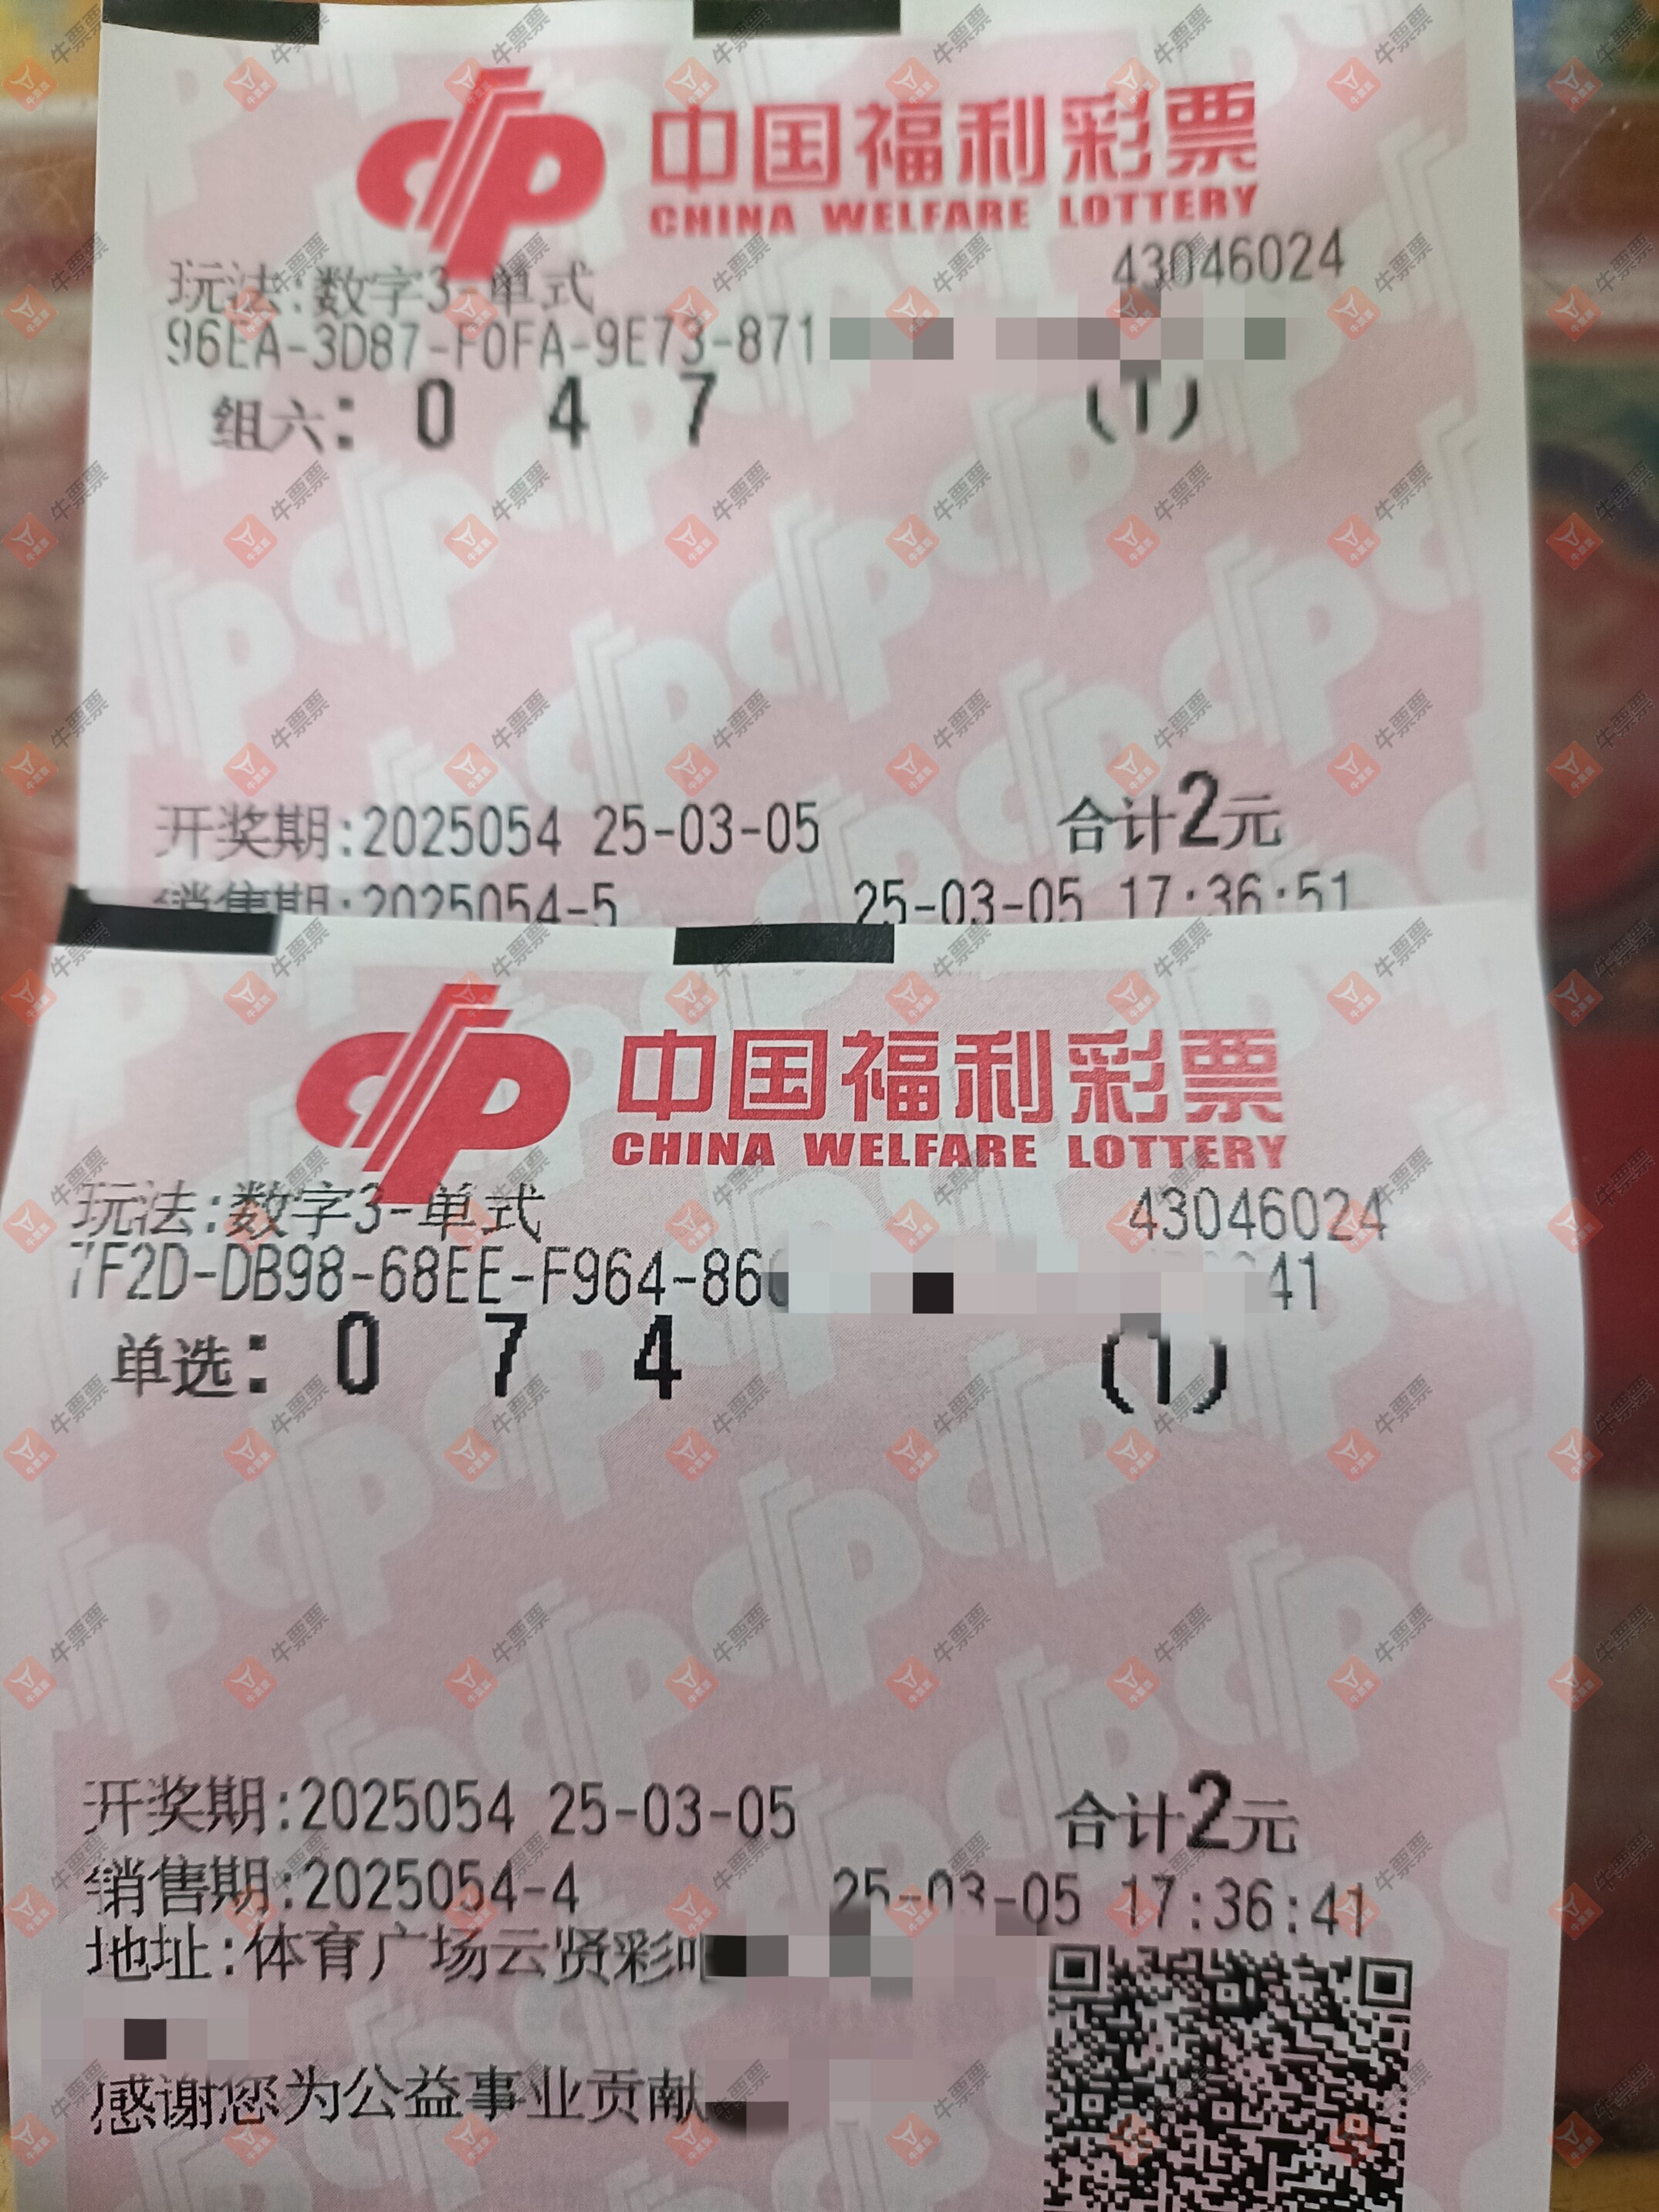 中国福利彩票
CHINA WELFARE LOTTERY
43046024
玩法:数字3-单式
96EA-3D87-F0FA-9E73-871
组六: 0 4 7 (1)
开奖期:2025054 25-03-05 合计2元
销售期:2025054-5 25-03-05 17:36:51
中国福利彩票
CHINA WELFARE LOTTERY
玩法:数字3-单式 43046024
7F2D-DB98-68EE-F964-86 41
单选: 0 7 4 (1)
开奖期:2025054 25-03-05 合计2元
销售期:2025054-4 25-03-05 17:36:41
地址:体育广场云贤彩吧
感谢您为公益事业贡献
牛票票